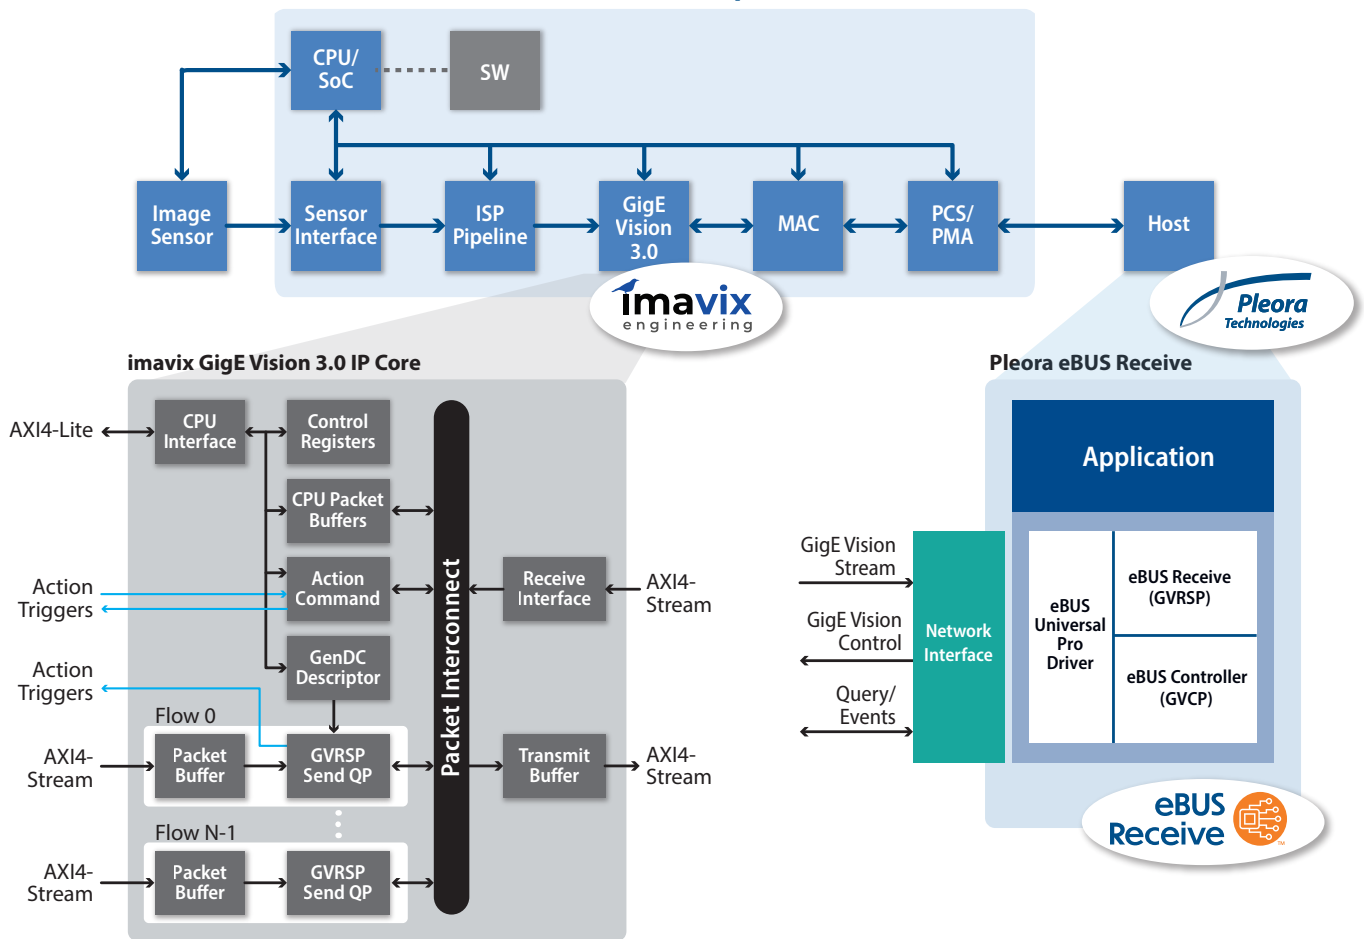 CPU/
SoC
SW
Image
Sensor
Sensor
Interface
ISP
Pipeline
GigE
Vision
3.0
MAC
PCS/
PMA
Host
imavix
engineering
Pleora
Technologies
imavix GigE Vision 3.0 IP Core
AXI4-Lite
CPU
Interface
Control
Registers
CPU Packet
Buffers
Action
Triggers
Action
Command
Action
Triggers
GenDC
Descriptor
Flow 0
AXI4-
Stream
Packet
Buffer
GVRSP
Send QP
Flow N-1
AXI4-
Stream
Packet
Buffer
GVRSP
Send QP
Packet Interconnect
Receive
Interface
AXI4-
Stream
Transmit
Buffer
AXI4-
Stream
Pleora eBUS Receive
Application
GigE Vision
Stream
GigE Vision
Control
Query/
Events
Network
Interface
eBUS
Universal
Pro
Driver
eBUS Receive
(GVRSP)
eBUS Controller
(GVCP)
eBUS
Receive
TM